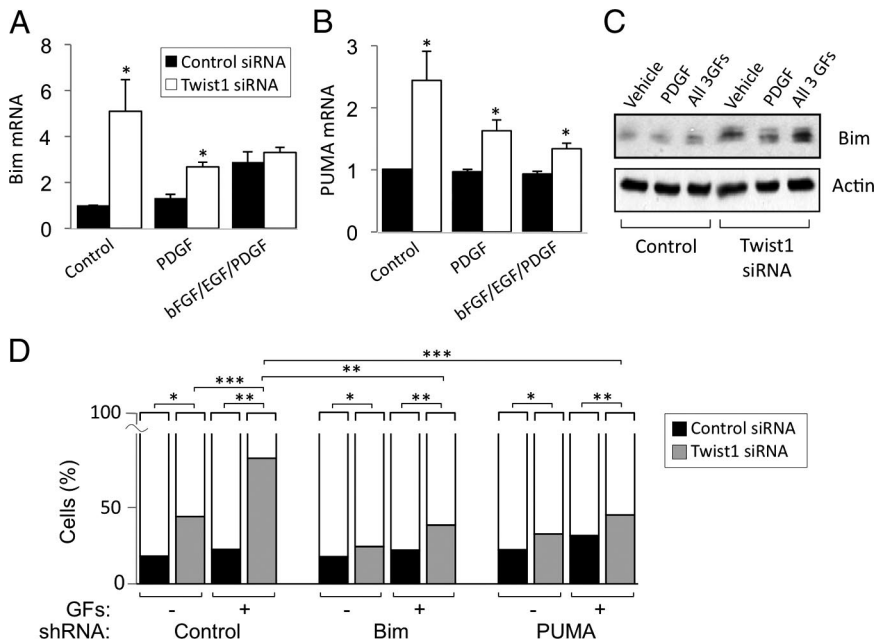 A
B
C
8
6
4
2
0
Bim mRNA
*
*
Control siRNA
Twist1 siRNA
Control
PDGF
bFGF/EGF/PDGF
3
2
1
0
PUMA mRNA
*
*
*
Control
PDGF
bFGF/EGF/PDGF
Vehicle
PDGF
All 3GFs
Vehicle
PDGF
All 3 GFs
Bim
Actin
Control
Twist1
siRNA
D
***
**
***
* ** * ** * **
100
50
0
Cells (%)
Control siRNA
Twist1 siRNA
GFs: - + - + - +
shRNA: Control Bim PUMA